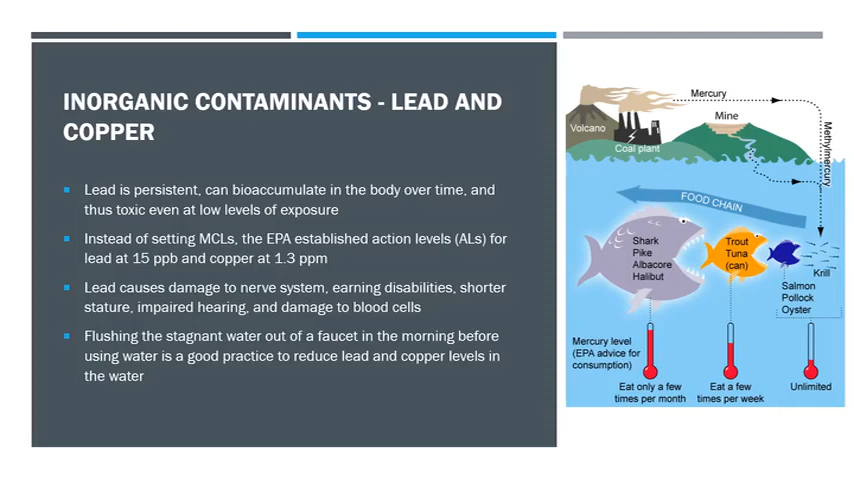 INORGANIC CONTAMINANTS - LEAD AND
COPPER
Lead is persistent, can bioaccumulate in the body over time, and
thus toxic even at low levels of exposure
Instead of setting MCLs, the EPA established action levels (ALs) for
lead at 15 ppb and copper at 1.3 ppm
Lead causes damage to nerve system, earning disabilities, shorter
stature, impaired hearing, and damage to blood cells
Flushing the stagnant water out of a faucet in the morning before
using water is a good practice to reduce lead and copper levels in
the water
Mercury
Mine
Volcano
Coal plant
Methylmercury
FOOD CHAIN
Shark
Pike
Albacore
Halibut
Trout
Tuna
(can)
Krill
Salmon
Pollock
Oyster
Mercury level
(EPA advice for
consumption)
Eat only a few
times per month
Eat a few
times per week
Unlimited